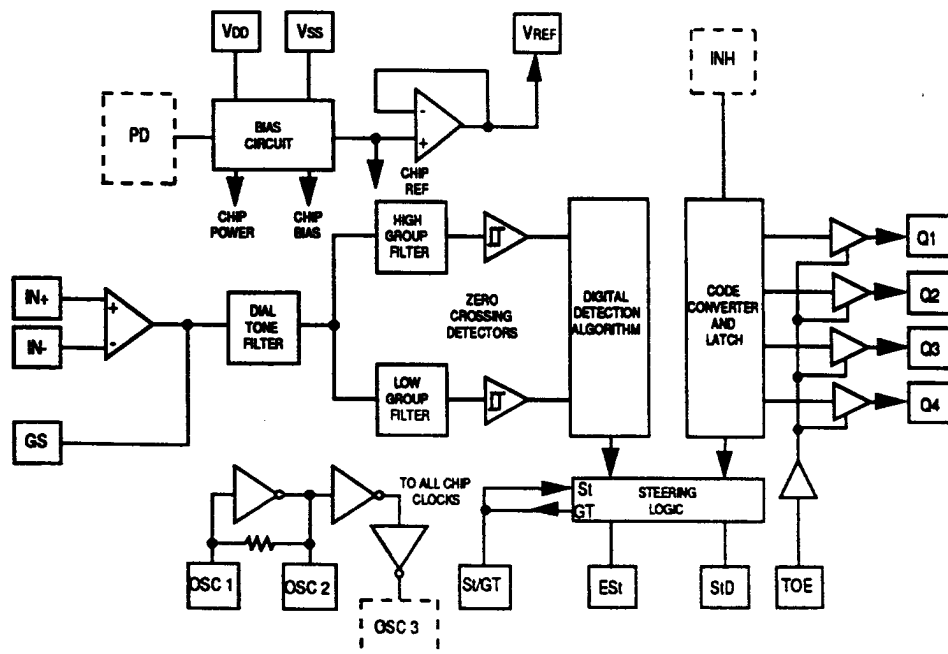 VDD
VSS
VREF
INH
PD
BIAS
CIRCUIT
-
+
CHIP
REF
CHIP
POWER
CHIP
BIAS
HIGH
GROUP
FILTER
IN+
IN-
+
-
GS
DIAL
TONE
FILTER
ZERO
CROSSING
DETECTORS
LOW
GROUP
FILTER
DIGITAL
DETECTION
ALGORITHM
CODE
CONVERTER
AND
LATCH
Q1
Q2
Q3
Q4
TO ALL CHIP
CLOCKS
St
GT
STEERING
LOGIC
OSC 1
OSC 2
OSC 3
St/GT
ESt
StD
TOE